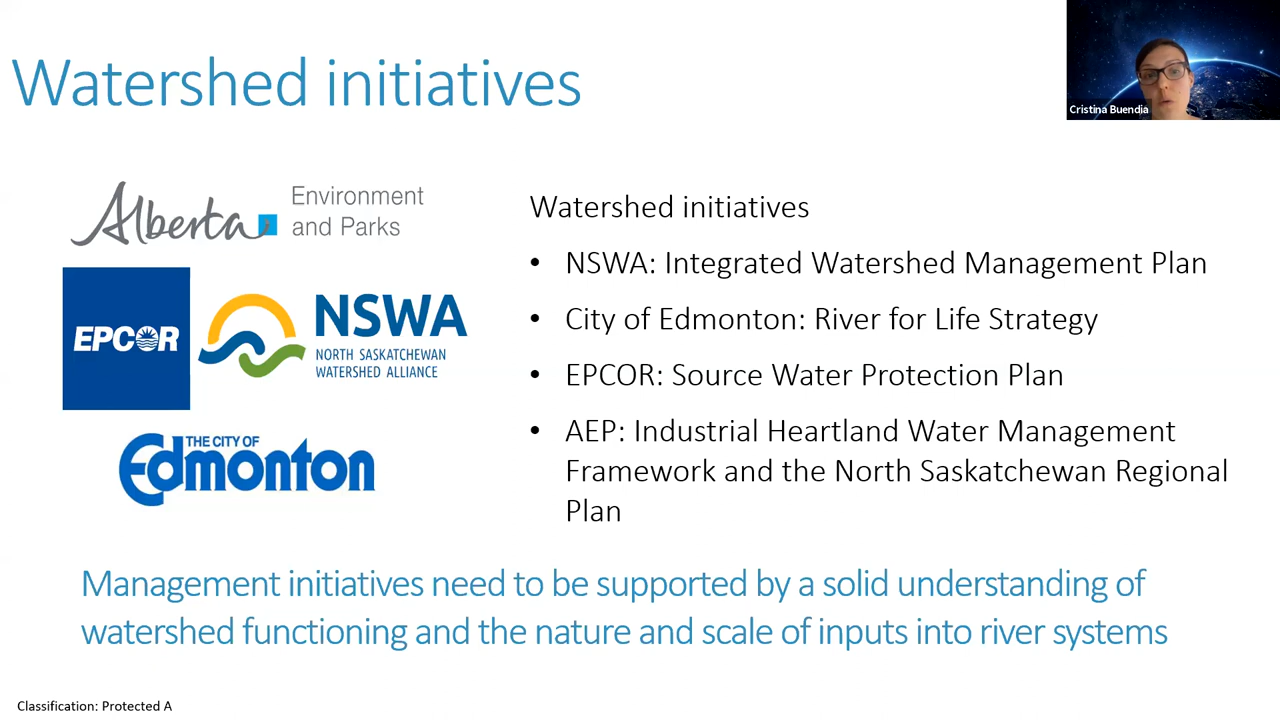 Watershed initiatives
Cristina Buendia
Alberta
Environment
and Parks
EPCOR
NSWA
NORTH SASKATCHEWAN
WATERSHED ALLIANCE
THE CITY OF
Edmonton
Watershed initiatives
• NSWA: Integrated Watershed Management Plan
• City of Edmonton: River for Life Strategy
• EPCOR: Source Water Protection Plan
• AEP: Industrial Heartland Water Management
Framework and the North Saskatchewan Regional
Plan
Management initiatives need to be supported by a solid understanding of
watershed functioning and the nature and scale of inputs into river systems
Classification: Protected A